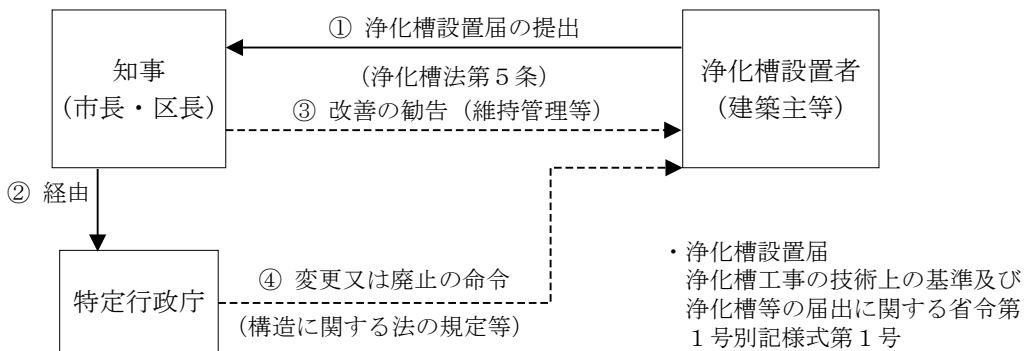 ① 浄化槽設置届の提出
知事
（市長・区長）
浄化槽設置者
（建築主等）
（浄化槽法第５条）
③ 改善の勧告（維持管理等）
② 経由
特定行政庁
④ 変更又は廃止の命令
（構造に関する法の規定等）
・浄化槽設置届
浄化槽工事の技術上の基準及び
浄化槽等の届出に関する省令第
１号別記様式第１号